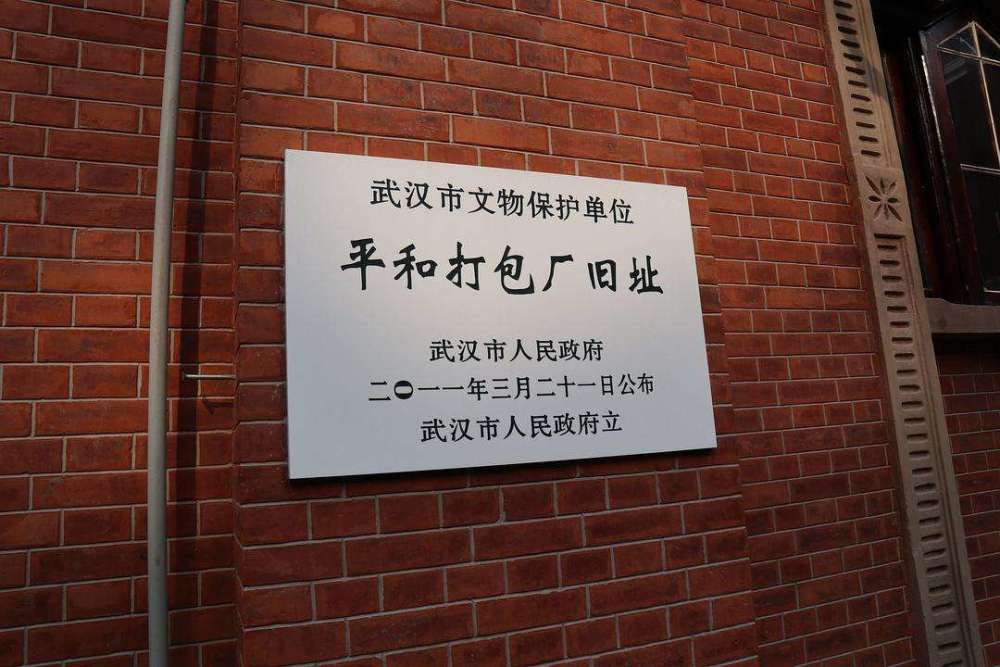 武汉市文物保护单位
平和打包厂旧址
武汉市人民政府
二〇一一年三月二十一日公布
武汉市人民政府立